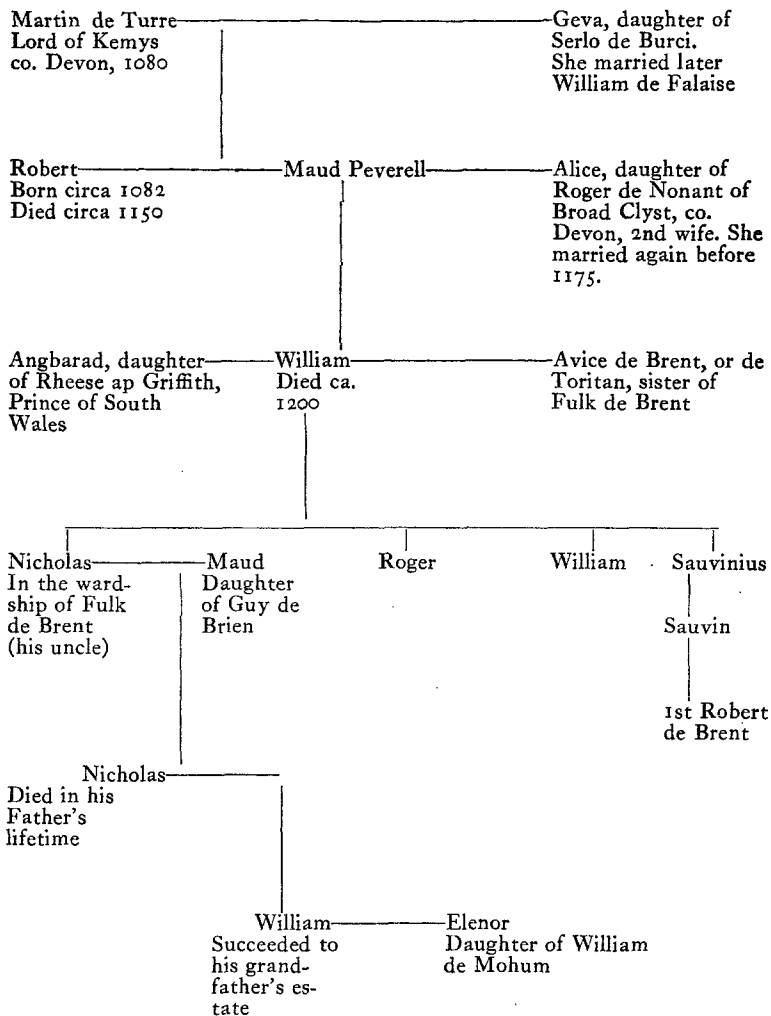 Martin de Turre
Lord of Kemys
co. Devon, 1080
Geva, daughter of
Serlo de Burci.
She married later
William de Falaise
Robert
Born circa 1082
Died circa 1150
Maud Peverell
Alice, daughter of
Roger de Nonant of
Broad Clyst, co.
Devon, 2nd wife. She
married again before
1175.
Angbarad, daughter
of Rheese ap Griffith,
Prince of South
Wales
William
Died ca.
1200
Avice de Brent, or de
Toritan, sister of
Fulk de Brent
Nicholas
In the ward-
ship of Fulk
de Brent
(his uncle)
Maud
Daughter
of Guy de
Brien
Roger
William
Sauvinius
Sauvin
1st Robert
de Brent
Nicholas
Died in his
Father's
lifetime
William
Succeeded to
his grand-
father's es-
tate
Elenor
Daughter of William
de Mohum